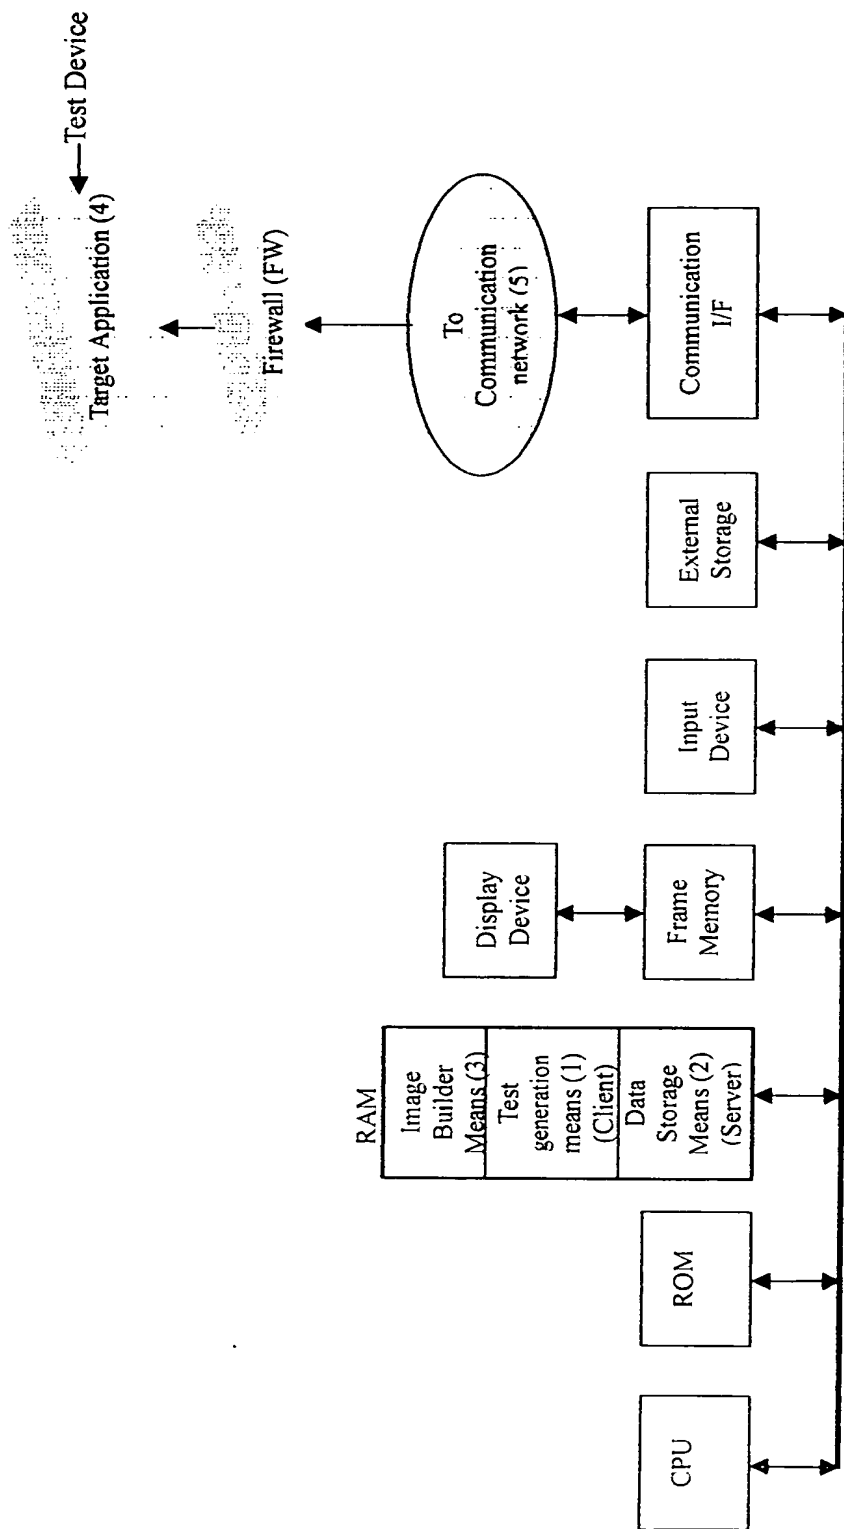 CPU
ROM
RAM
Image
Builder
Means (3)
Test
generation
means (1)
(Client)
Data
Storage
Means (2)
(Server)
Display
Device
Frame
Memory
Input
Device
External
Storage
To
Communication
network (5)
Communication
I/F
Firewall (FW)
Target Application (4)
Test Device